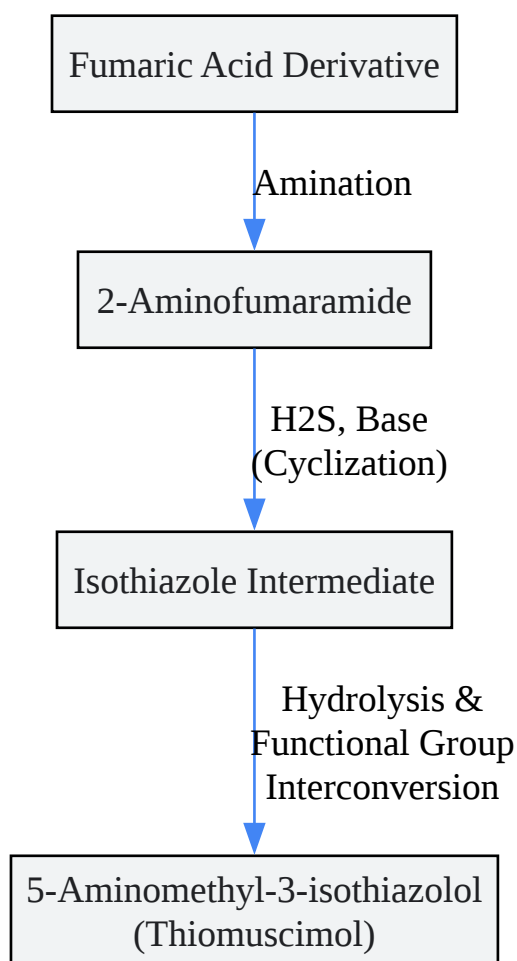 Fumaric Acid Derivative
Amination
2-Aminofumaramide
H2S, Base
(Cyclization)
Isothiazole Intermediate
Hydrolysis &
Functional Group
Interconversion
5-Aminomethyl-3-isothiazolol
(Thiomuscimol)